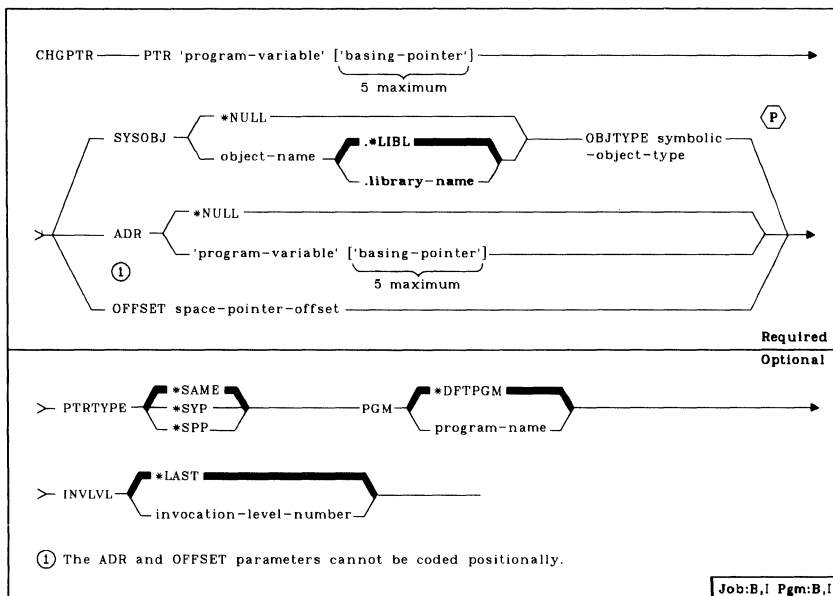 CHGPTR PTR 'program-variable' ['basing-pointer']
5 maximum
*NULL
SYSOBJ
object-name
.*LIBL
.library-name
OBJTYPE symbolic
-object-type
P
*NULL
ADR
'program-variable' ['basing-pointer']
5 maximum
1
OFFSET space-pointer-offset
Required
Optional
PTRTYPE
*SAME
*SYP
*SPP
PGM
*DFTPGM
program-name
INVLVL
*LAST
invocation-level-number
1 The ADR and OFFSET parameters cannot be coded positionally.
Job:B,I Pgm:B,I